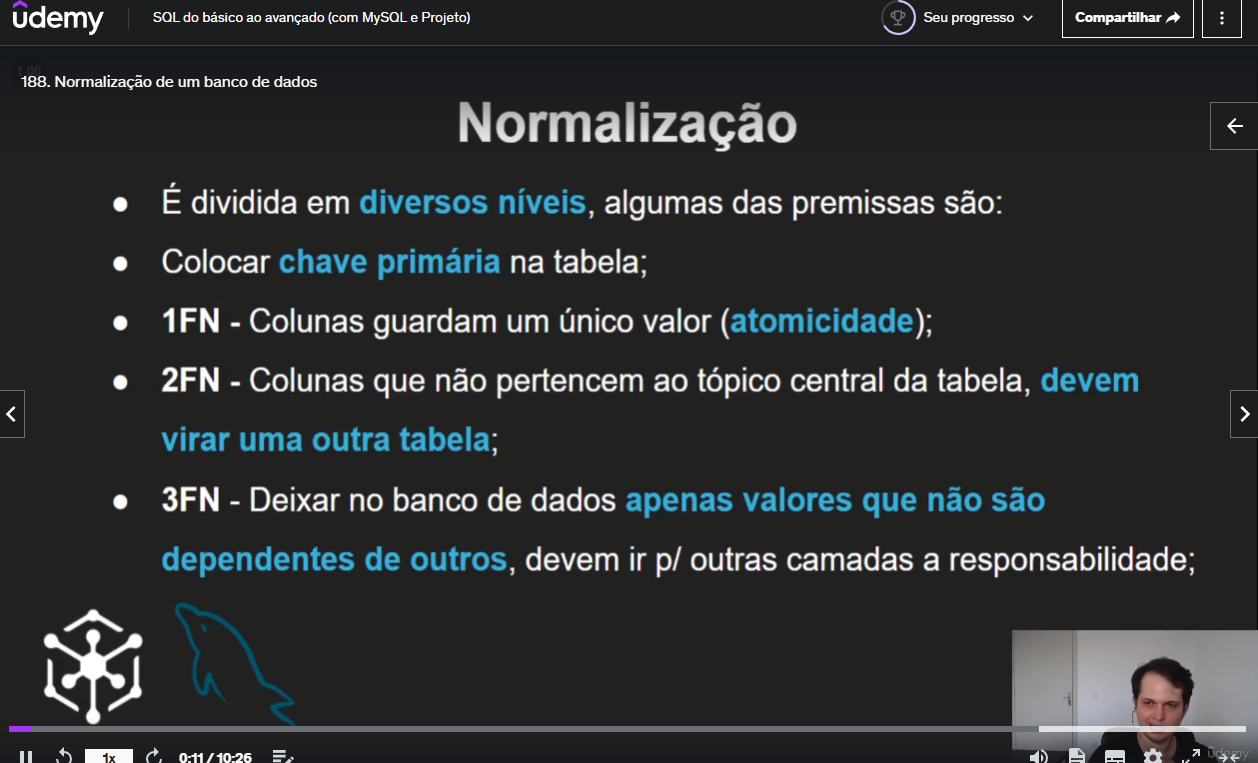 udemy
SQL do básico ao avançado (com MySQL e Projeto)
Seu progresso
Compartilhar
188. Normalização de um banco de dados
Normalização
● É dividida em diversos níveis, algumas das premissas são:
● Colocar chave primária na tabela;
● 1FN - Colunas guardam um único valor (atomicidade);
● 2FN - Colunas que não pertencem ao tópico central da tabela, devem
virar uma outra tabela;
● 3FN - Deixar no banco de dados apenas valores que não são
dependentes de outros, devem ir p/ outras camadas a responsabilidade;
1x
0:11 / 10:26
udemy